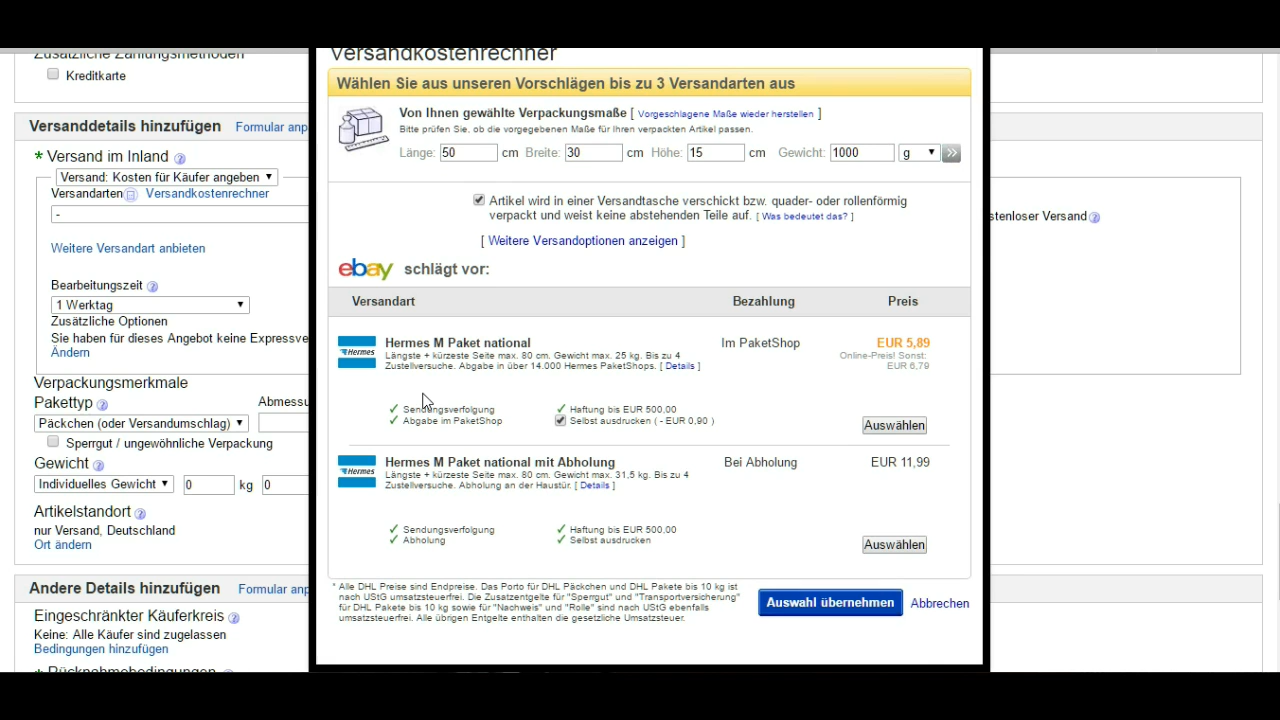 Zusätzliche Zahlungsmethoden
Kreditkarte
Versanddetails hinzufügen Formular anp
* Versand im Inland
Versand: Kosten für Käufer angeben
Versandarten Versandkostenrechner
-
Weitere Versandart anbieten
Bearbeitungszeit
1 Werktag
Zusätzliche Optionen
Sie haben für dieses Angebot keine Expressve
Ändern
Verpackungsmerkmale
Pakettyp Abmessu
Päckchen (oder Versandumschlag)
Sperrgut / ungewöhnliche Verpackung
Gewicht
Individuelles Gewicht 0 kg 0
Artikelstandort
nur Versand, Deutschland
Ort ändern
Andere Details hinzufügen Formular anp
Eingeschränkter Käuferkreis
Keine: Alle Käufer sind zugelassen
Bedingungen hinzufügen
* Rücknahmebedingungen
Versandkostenrechner
Wählen Sie aus unseren Vorschlägen bis zu 3 Versandarten aus
Von Ihnen gewählte Verpackungsmaße [ Vorgeschlagene Maße wieder herstellen ]
Bitte prüfen Sie, ob die vorgegebenen Maße für Ihren verpackten Artikel passen.
Länge: 50 cm Breite: 30 cm Höhe: 15 cm Gewicht: 1000 g »
Artikel wird in einer Versandtasche verschickt bzw. quader- oder rollenförmig
verpackt und weist keine abstehenden Teile auf. [ Was bedeutet das? ]
[ Weitere Versandoptionen anzeigen ]
ebay schlägt vor:
Versandart Bezahlung Preis
Hermes
Hermes M Paket national Im PaketShop EUR 5,89
Längste + kürzeste Seite max. 80 cm. Gewicht max. 25 kg. Bis zu 4 Online-Preis! Sonst:
Zustellversuche. Abgabe in über 14.000 Hermes PaketShops. [ Details ] EUR 6,79
Sendungsverfolgung Haftung bis EUR 500,00
Abgabe im PaketShop Selbst ausdrucken ( - EUR 0,90 )
Auswählen
Hermes
Hermes M Paket national mit Abholung Bei Abholung EUR 11,99
Längste + kürzeste Seite max. 80 cm. Gewicht max. 31,5 kg. Bis zu 4
Zustellversuche. Abholung an der Haustür. [ Details ]
Sendungsverfolgung Haftung bis EUR 500,00
Abholung Selbst ausdrucken
Auswählen
* Alle DHL Preise sind Endpreise. Das Porto für DHL Päckchen und DHL Pakete bis 10 kg ist
nach UStG umsatzsteuerfrei. Die Zusatzentgelte für "Sperrgut" und "Transportversicherung"
für DHL Pakete bis 10 kg sowie für "Nachweis" und "Rolle" sind nach UStG ebenfalls
umsatzsteuerfrei. Alle übrigen Entgelte enthalten die gesetzliche Umsatzsteuer.
Auswahl übernehmen Abbrechen
stenloser Versand